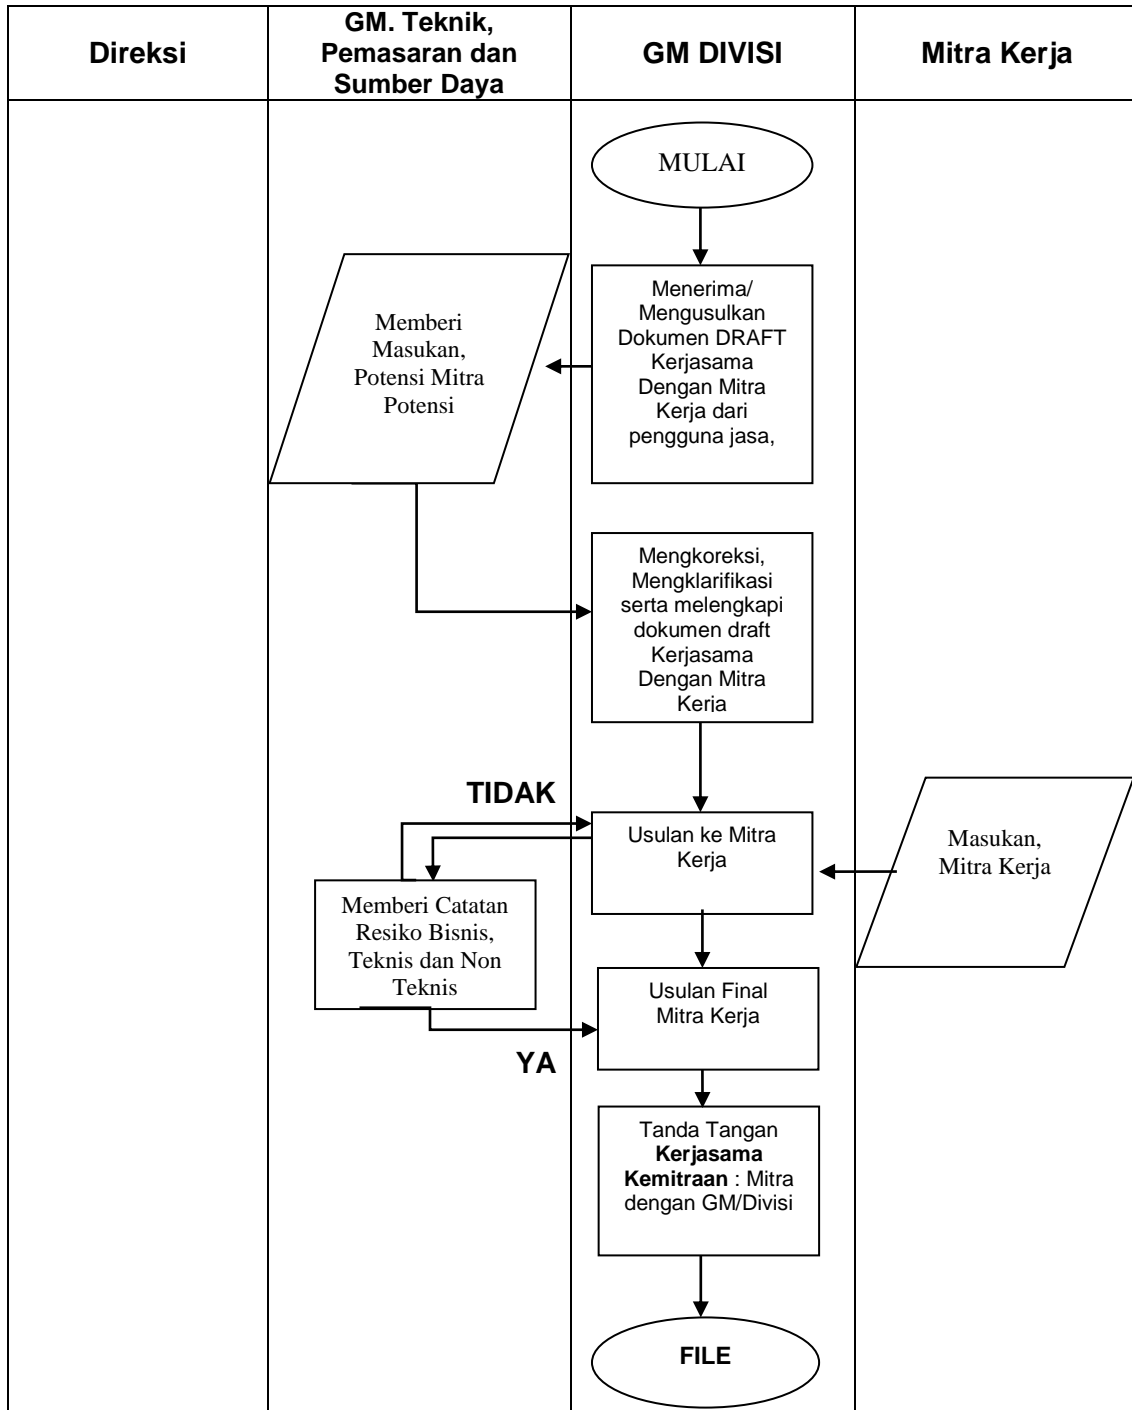 Direksi
GM. Teknik,
Pemasaran dan
Sumber Daya
GM DIVISI
Mitra Kerja
MULAI
Menerima/
Mengusulkan
Dokumen DRAFT
Kerjasama
Dengan Mitra
Kerja dari
pengguna jasa,
Memberi
Masukan,
Potensi Mitra
Potensi
Mengkoreksi,
Mengklarifikasi
serta melengkapi
dokumen draft
Kerjasama
Dengan Mitra
Kerja
TIDAK
Usulan ke Mitra
Kerja
Masukan,
Mitra Kerja
Memberi Catatan
Resiko Bisnis,
Teknis dan Non
Teknis
Usulan Final
Mitra Kerja
YA
Tanda Tangan
Kerjasama
Kemitraan : Mitra
dengan GM/Divisi
FILE